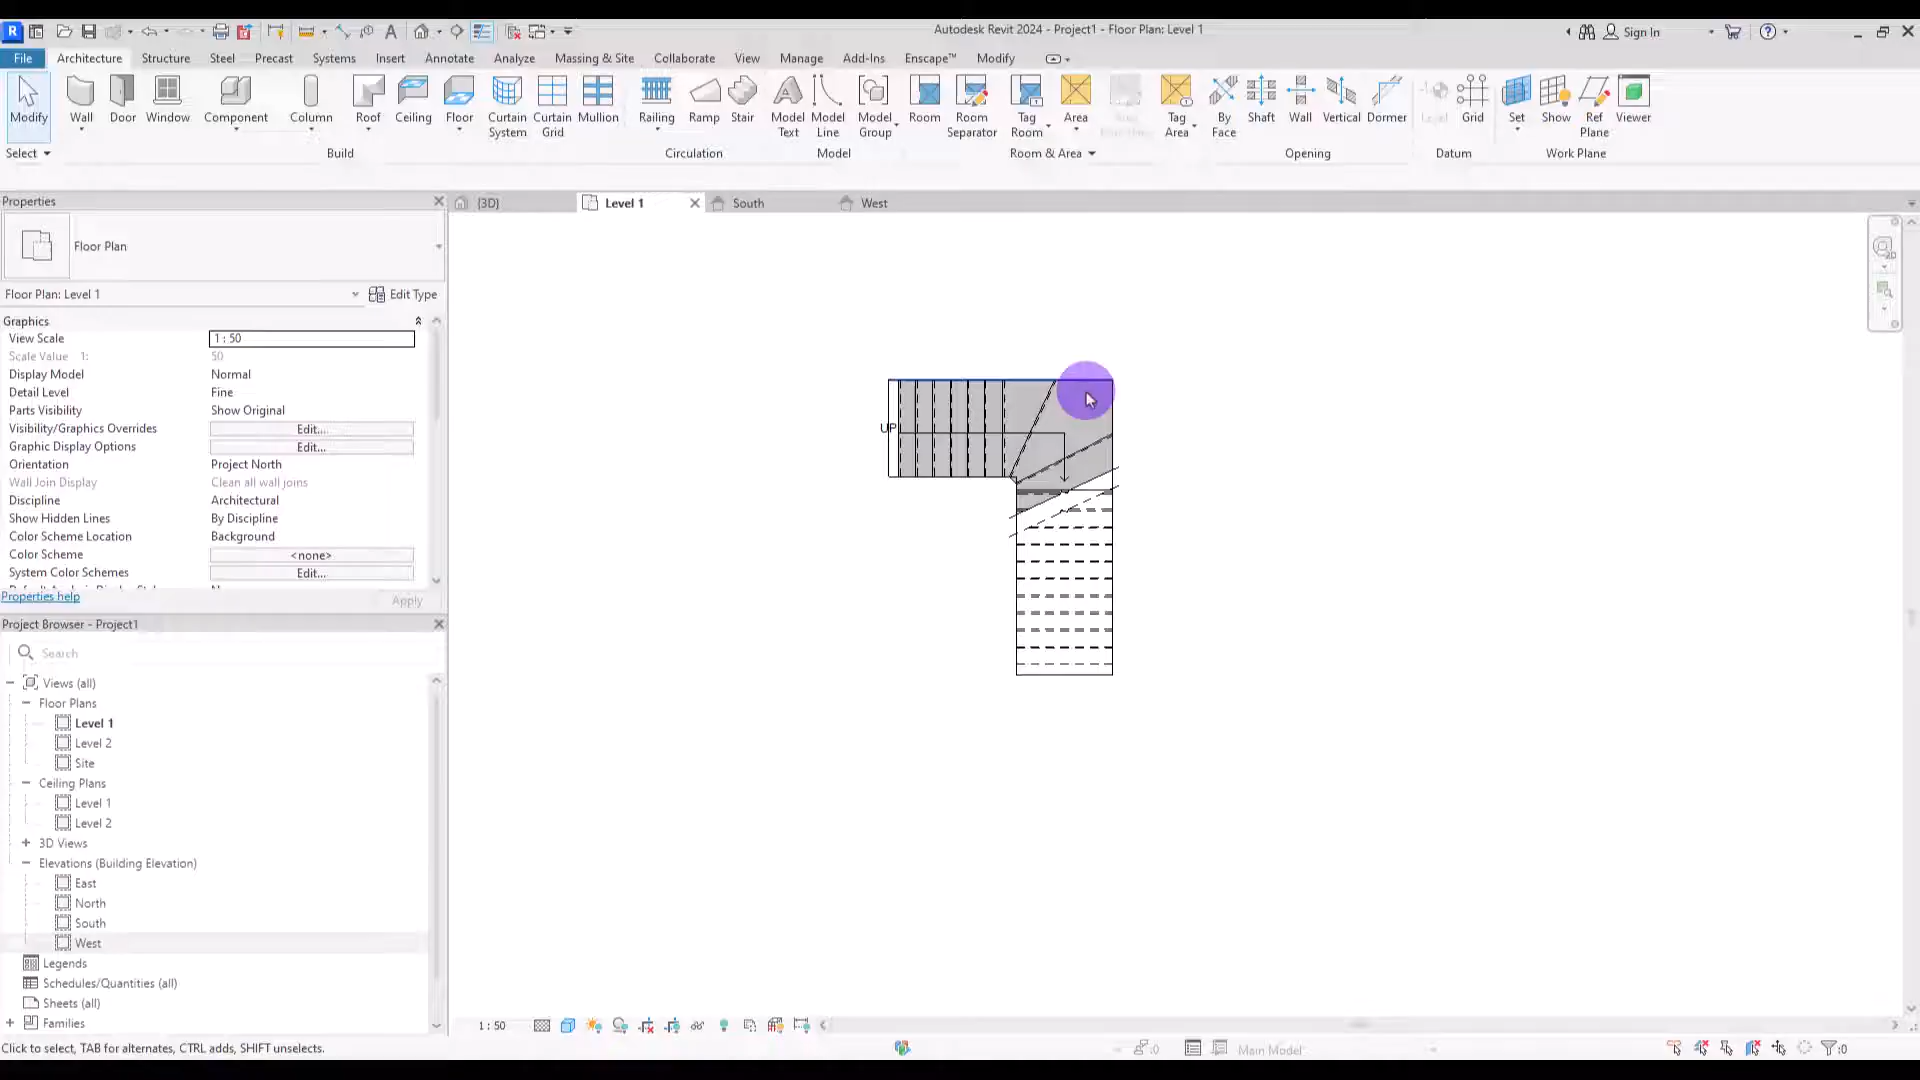 Autodesk Revit 2024 - Project1 - Floor Plan: Level 1
Sign In
File Architecture Structure Steel Precast Systems Insert Annotate Analyze Massing & Site Collaborate View Manage Add-Ins Enscape™ Modify
Modify Wall Door Window Component Column Roof Ceiling Floor Curtain System Curtain Grid Mullion Railing Ramp Stair Model Text Model Line Model Group Room Room Separator Tag Room Area Tag Area By Face Shaft Wall Vertical Dormer Level Grid Set Show Ref Plane Viewer
Select Build Circulation Model Room & Area Opening Datum Work Plane
Properties
{3D} Level 1 South West
Floor Plan
Floor Plan: Level 1 Edit Type
Graphics
View Scale 1 : 50
Scale Value 1: 50
Display Model Normal
Detail Level Fine
Parts Visibility Show Original
Visibility/Graphics Overrides Edit...
Graphic Display Options Edit...
Orientation Project North
Wall Join Display Clean all wall joins
Discipline Architectural
Show Hidden Lines By Discipline
Color Scheme Location Background
Color Scheme <none>
System Color Schemes Edit...
Properties help Apply
UP
Project Browser - Project1
Search
Views (all)
Floor Plans
Level 1
Level 2
Site
Ceiling Plans
Level 1
Level 2
3D Views
Elevations (Building Elevation)
East
North
South
West
Legends
Schedules/Quantities (all)
Sheets (all)
Families
1 : 50
Click to select, TAB for alternates, CTRL adds, SHIFT unselects.
:0
Main Model
:0